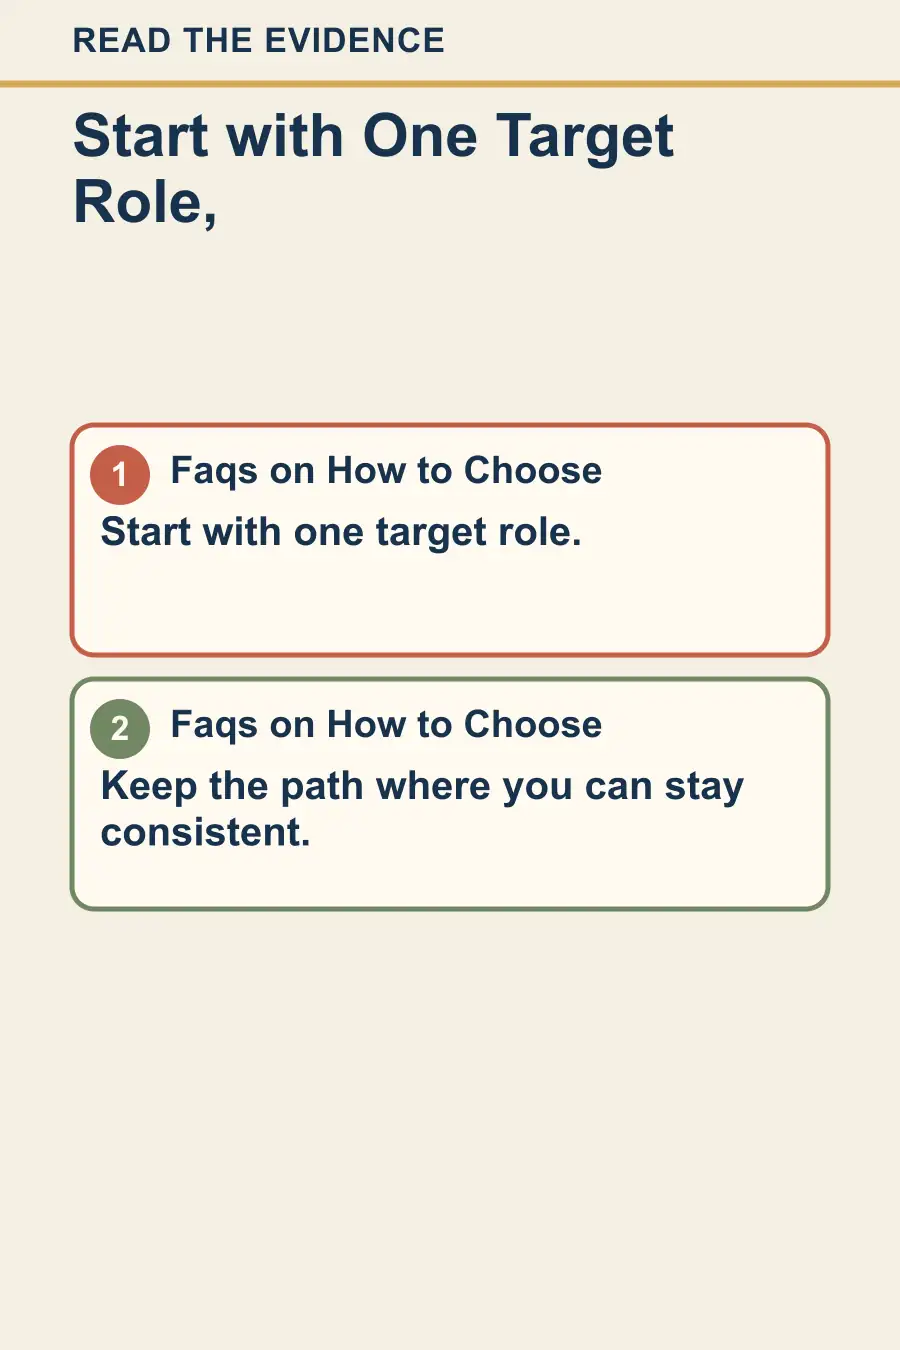 READ THE EVIDENCE
Start with One Target
Role,
1 Faqs on How to Choose
Start with one target role.
2 Faqs on How to Choose
Keep the path where you can stay
consistent.